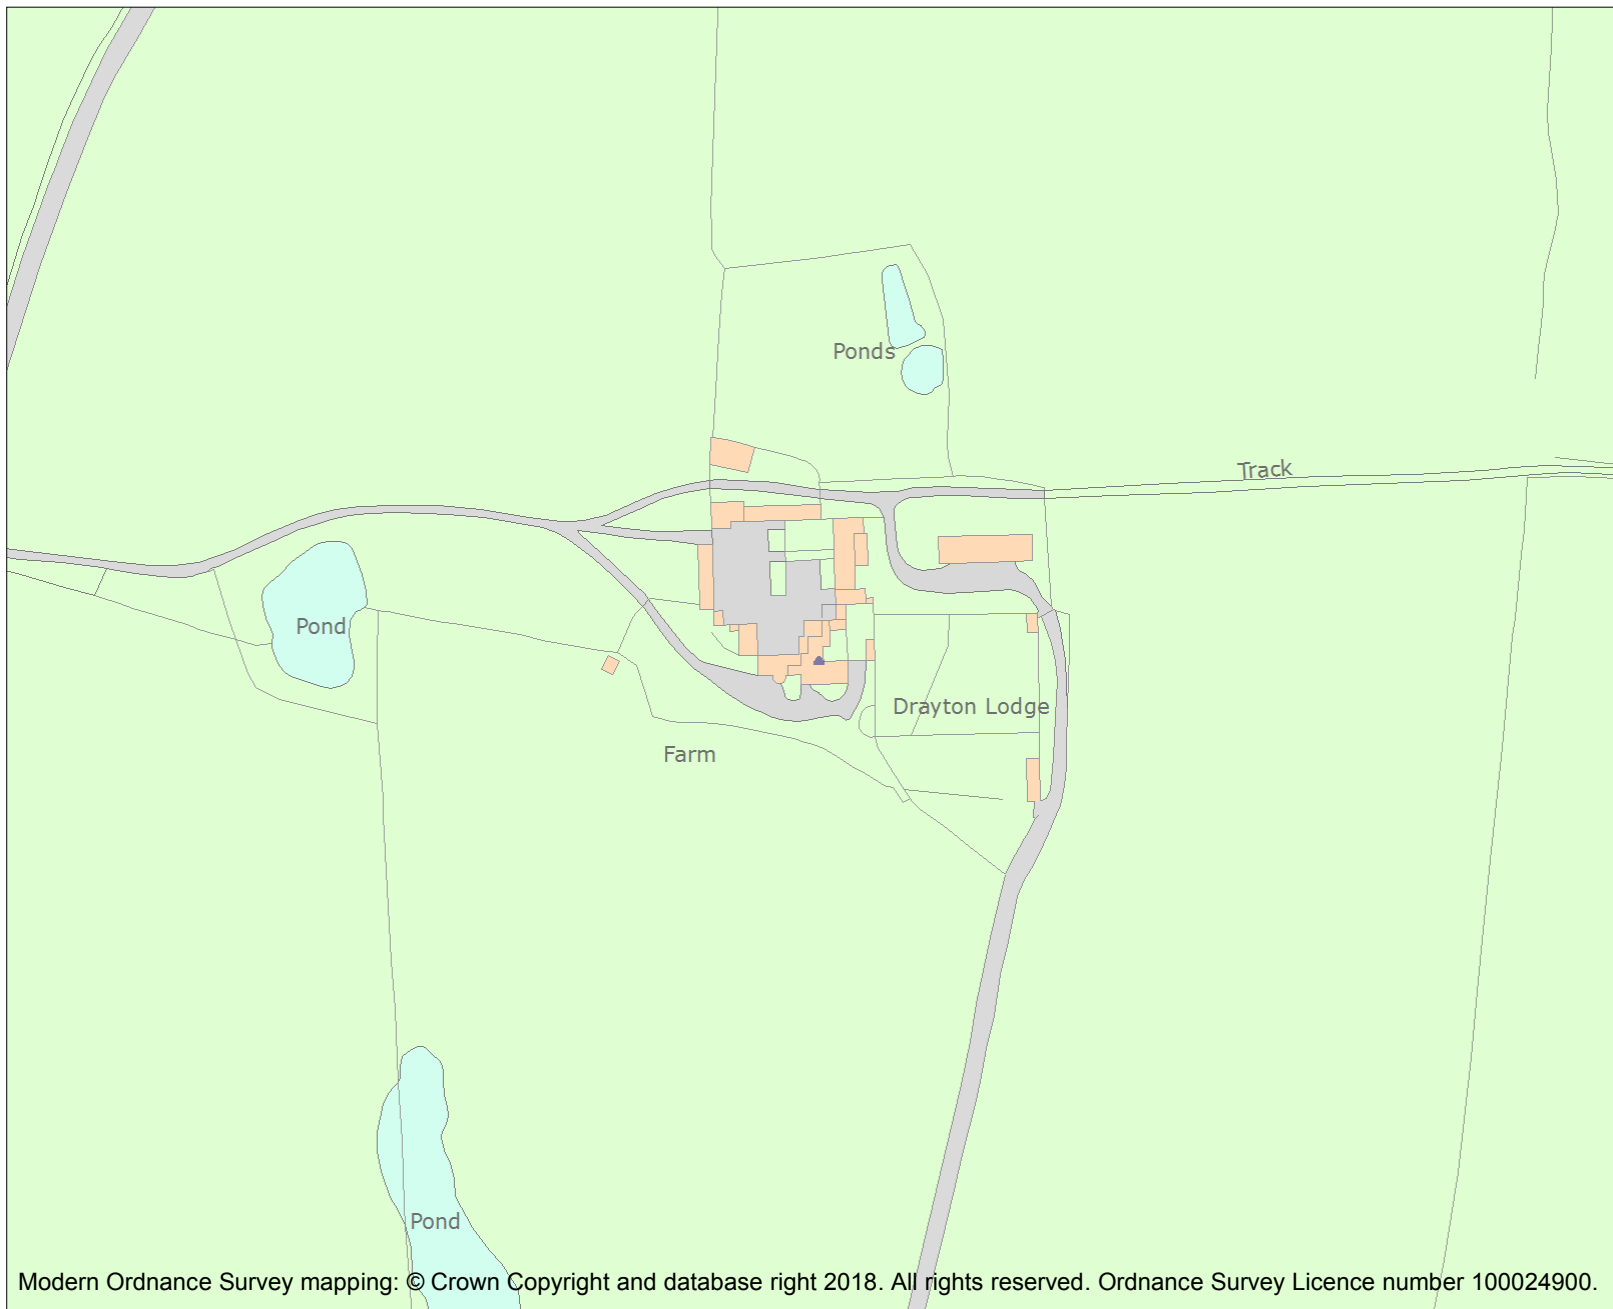 Ponds
Track
Pond
Drayton Lodge
Farm
Pond
Modern Ordnance Survey mapping: © Crown Copyright and database right 2018. All rights reserved. Ordnance Survey Licence number 100024900.